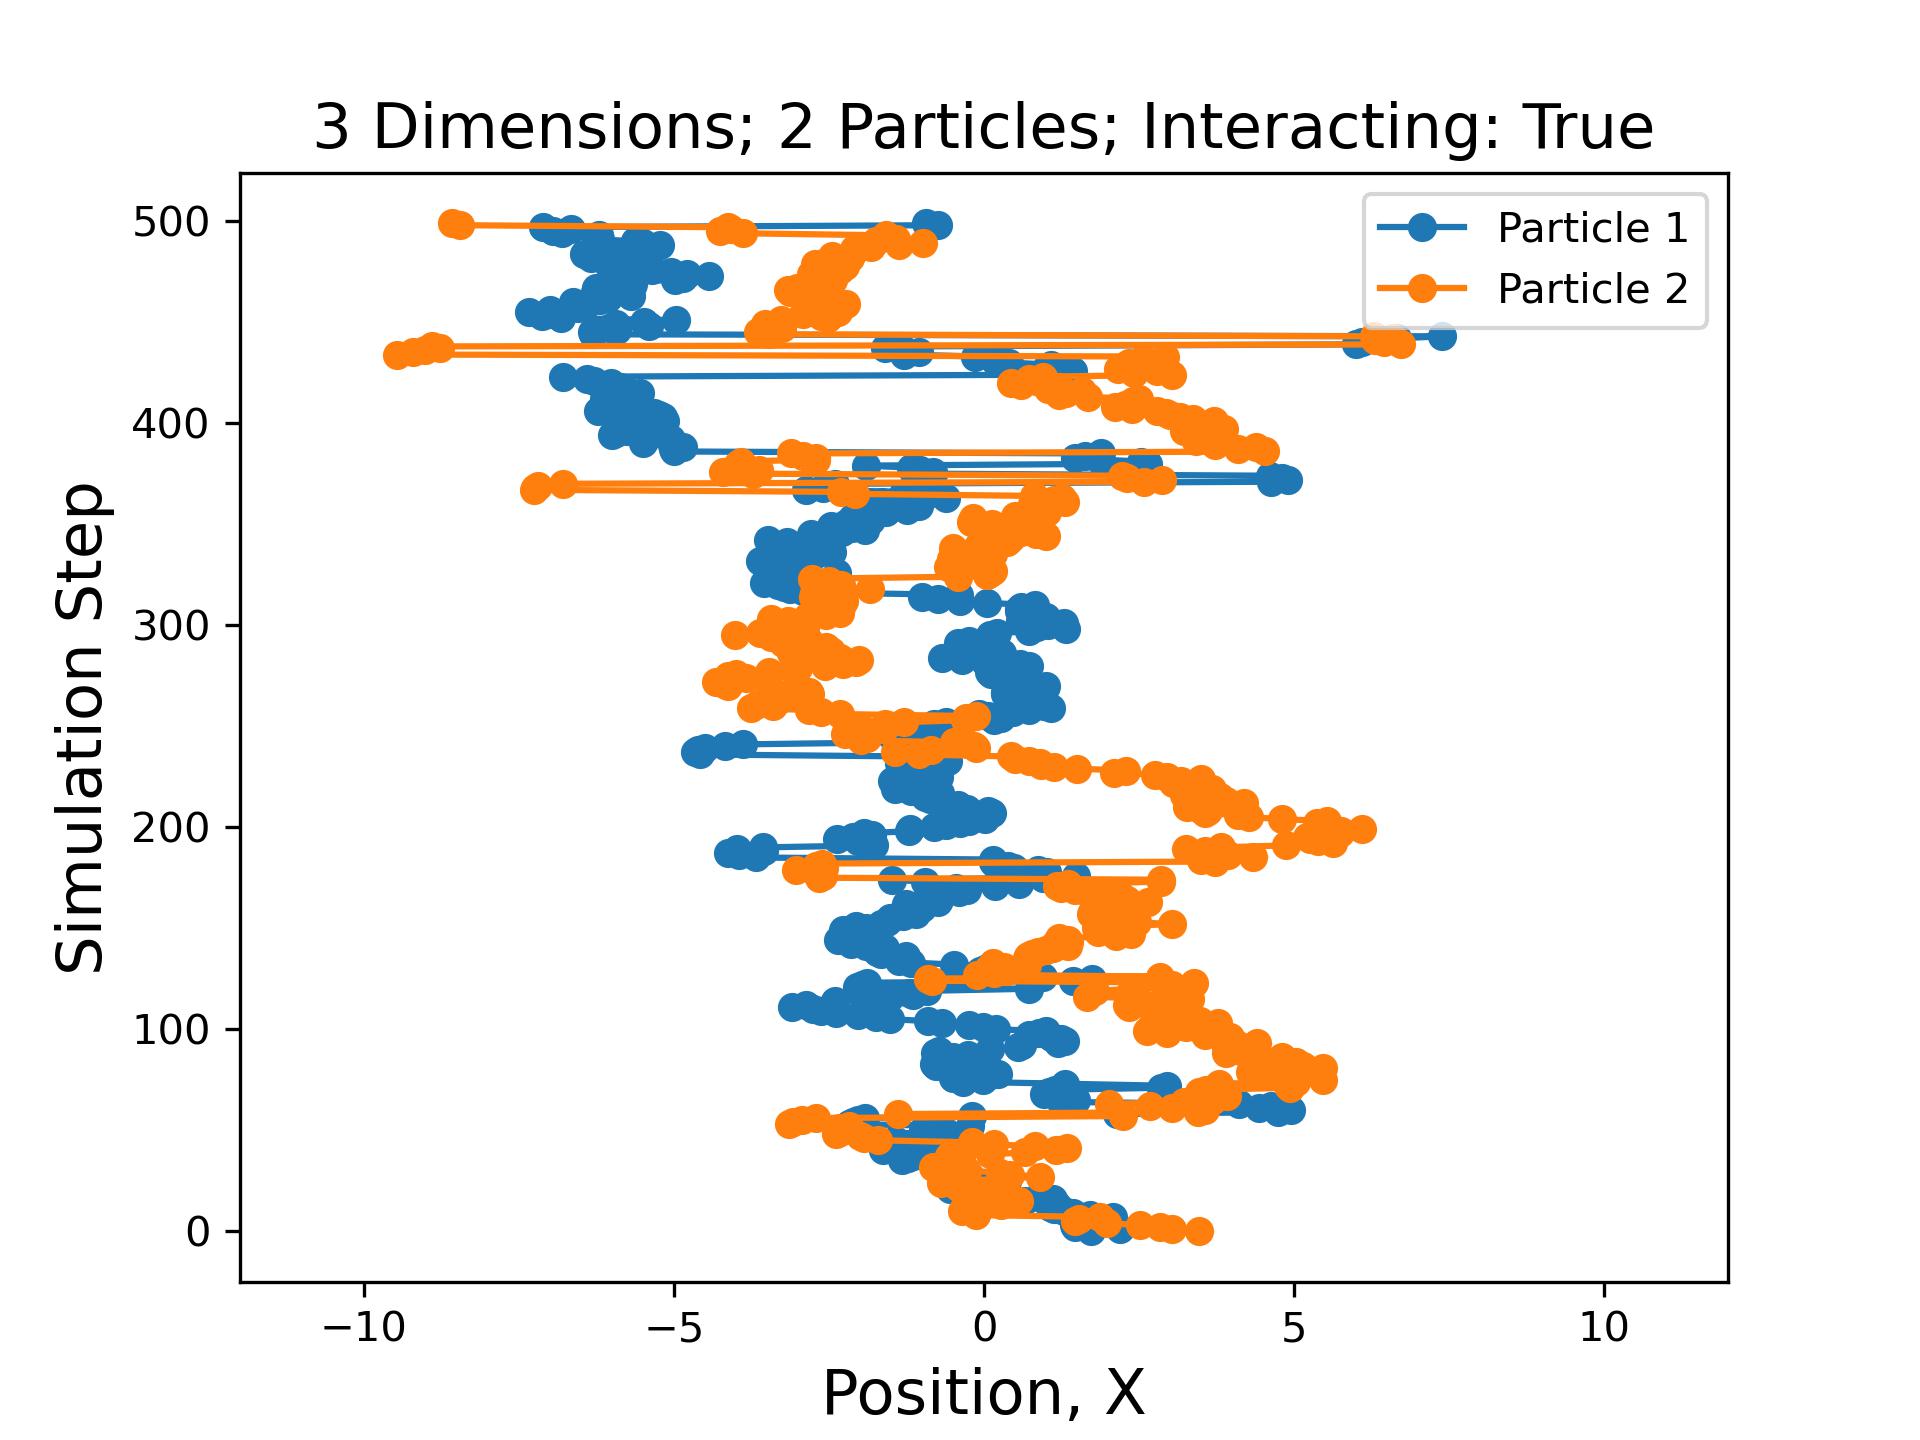 3 Dimensions; 2 Particles; Interacting: True
Particle 1
Particle 2
Simulation Step
500
400
300
200
100
0
−10
−5
0
5
10
Position, X